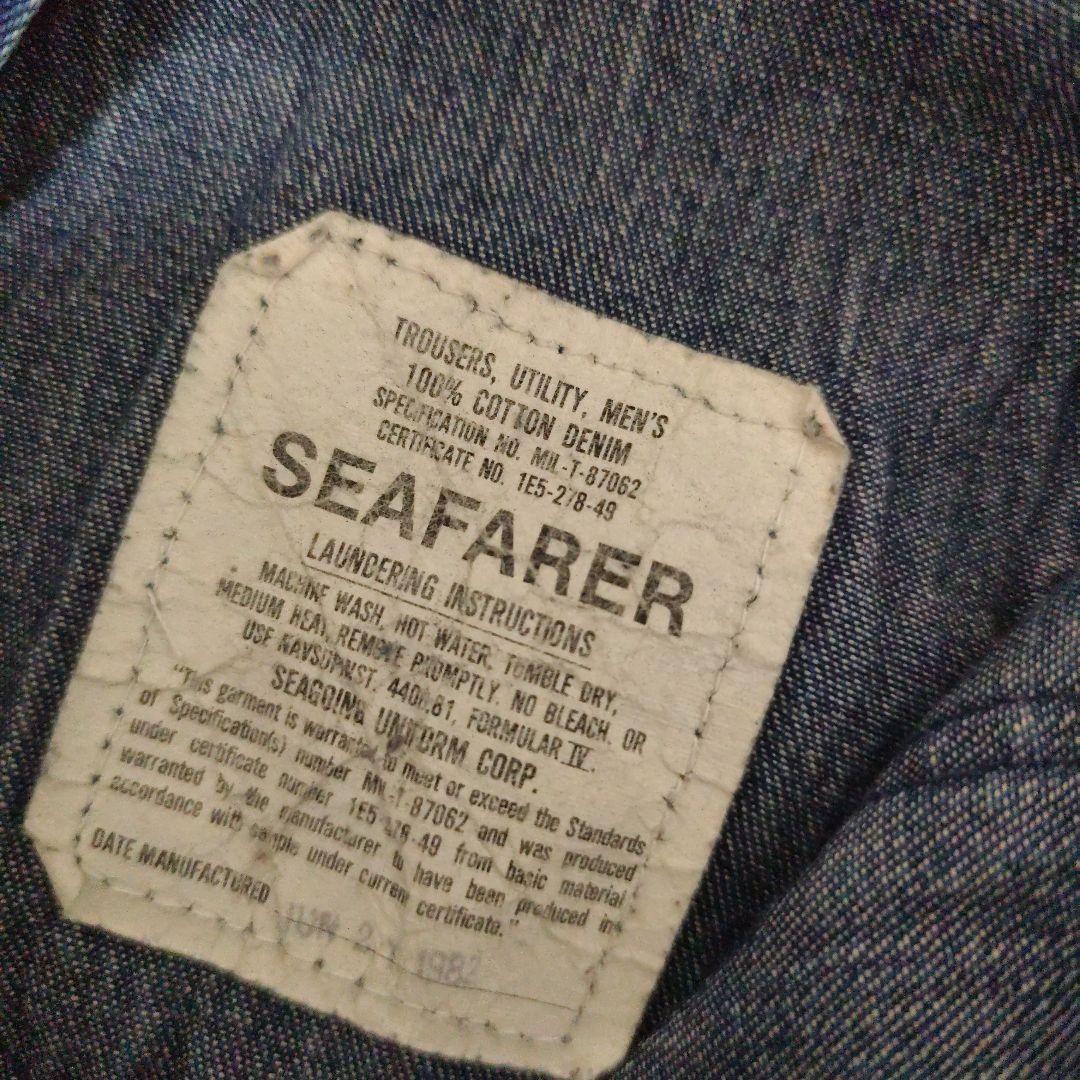 TROUSERS, UTILITY, MEN'S
100% COTTON DENIM
SPECIFICATION NO. MIL-T-87062
CERTIFICATE NO. 1E5-278-49
SEAFARER
LAUNDERING INSTRUCTIONS
MACHINE WASH, HOT WATER, TUMBLE DRY,
MEDIUM HEAT, REMOVE PROMPTLY. NO BLEACH. OR
USE NAVSUPINST. 4400.81, FORMULAR IV.
SEAGOING UNIFORM CORP.
"This garment is warranted to meet or exceed the Standards
of Specification(s) number MIL-T-87062 and was produced
under certificate number 1E5-278-49 from basic material
warranted by the manufacturer to have been produced in
accordance with sample under current certificate."
DATE MANUFACTURED 1982